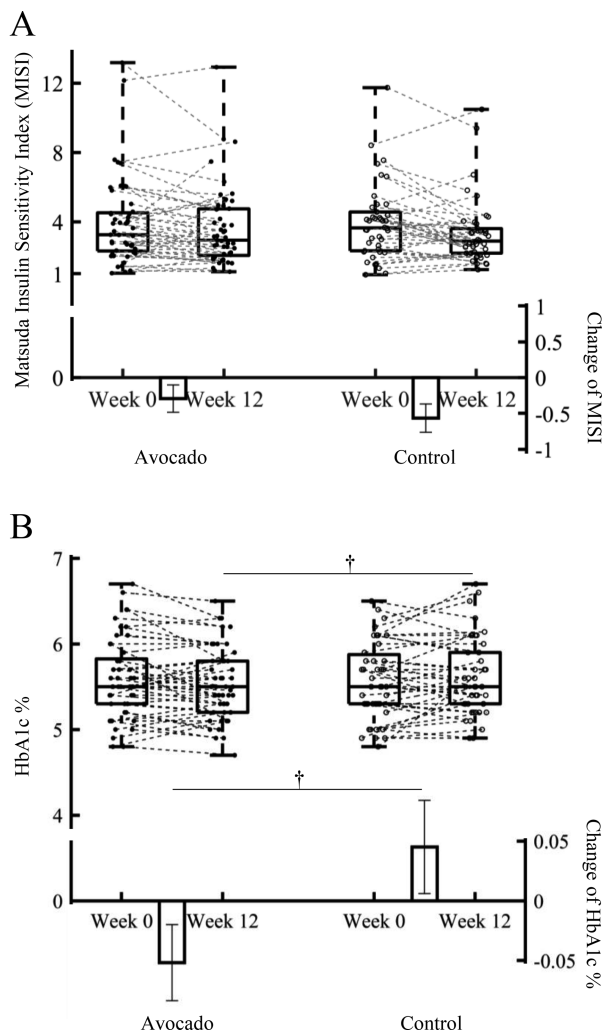 A
Matsuda Insulin Sensitivity Index (MISI)
12
8
4
1
0
1
0.5
0
-0.5
-1
Change of MISI
Week 0
Week 12
Week 0
Week 12
Avocado
Control
B
7
†
6
HbA1c %
5
†
4
0
0.05
0
-0.05
Change of HbA1c %
Week 0
Week 12
Week 0
Week 12
Avocado
Control